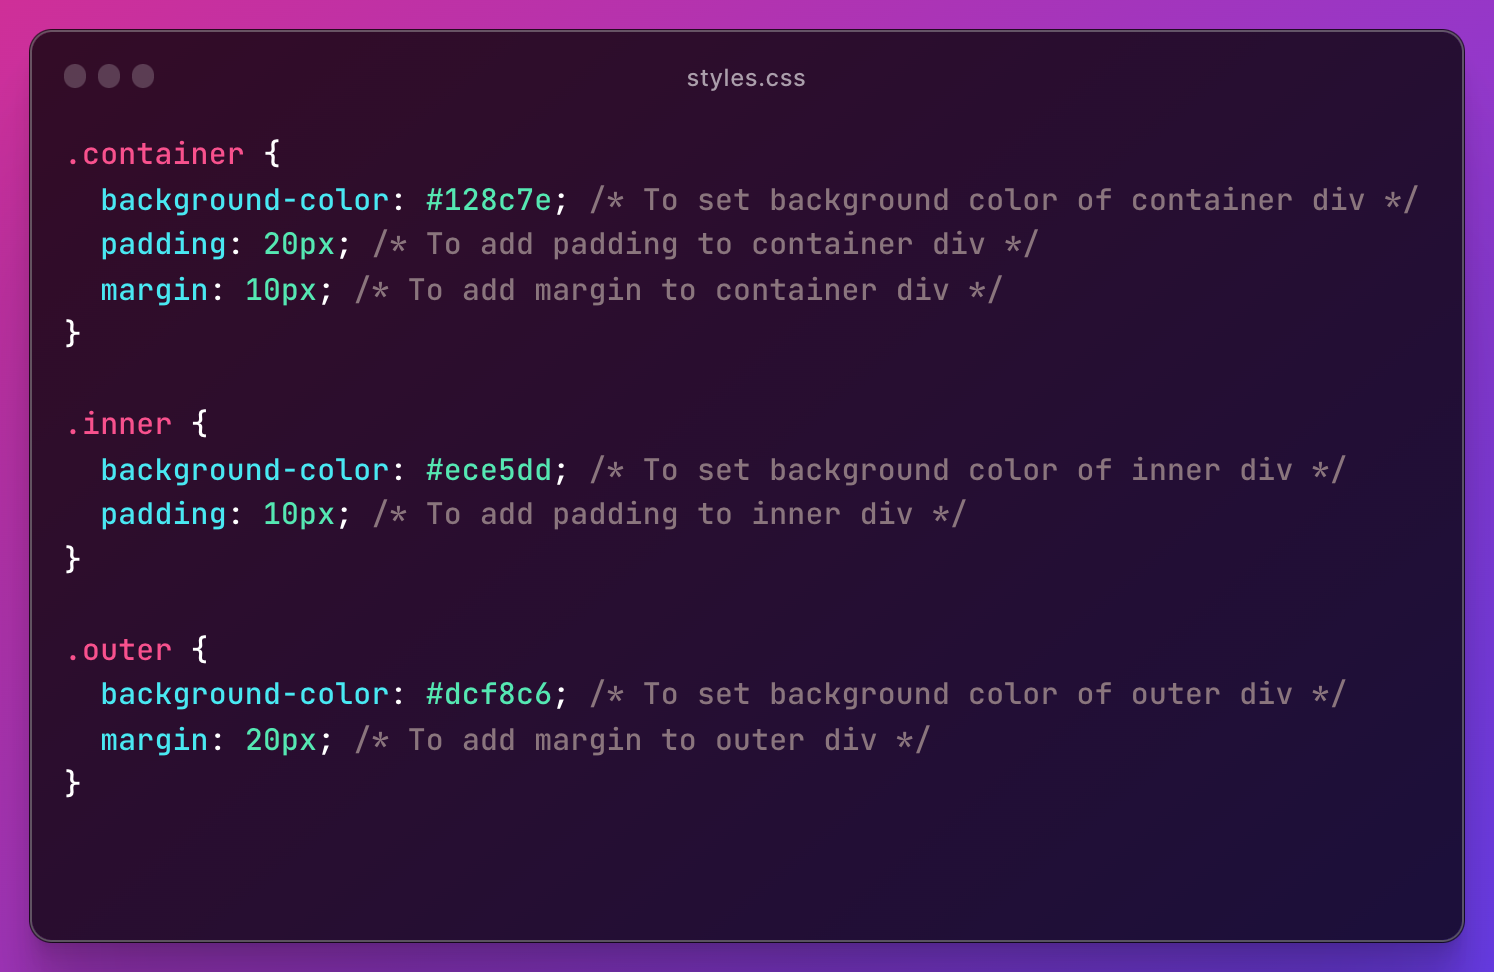 styles.css
.container {
  background-color: #128c7e; /* To set background color of container div */
  padding: 20px; /* To add padding to container div */
  margin: 10px; /* To add margin to container div */
}

.inner {
  background-color: #ece5dd; /* To set background color of inner div */
  padding: 10px; /* To add padding to inner div */
}

.outer {
  background-color: #dcf8c6; /* To set background color of outer div */
  margin: 20px; /* To add margin to outer div */
}